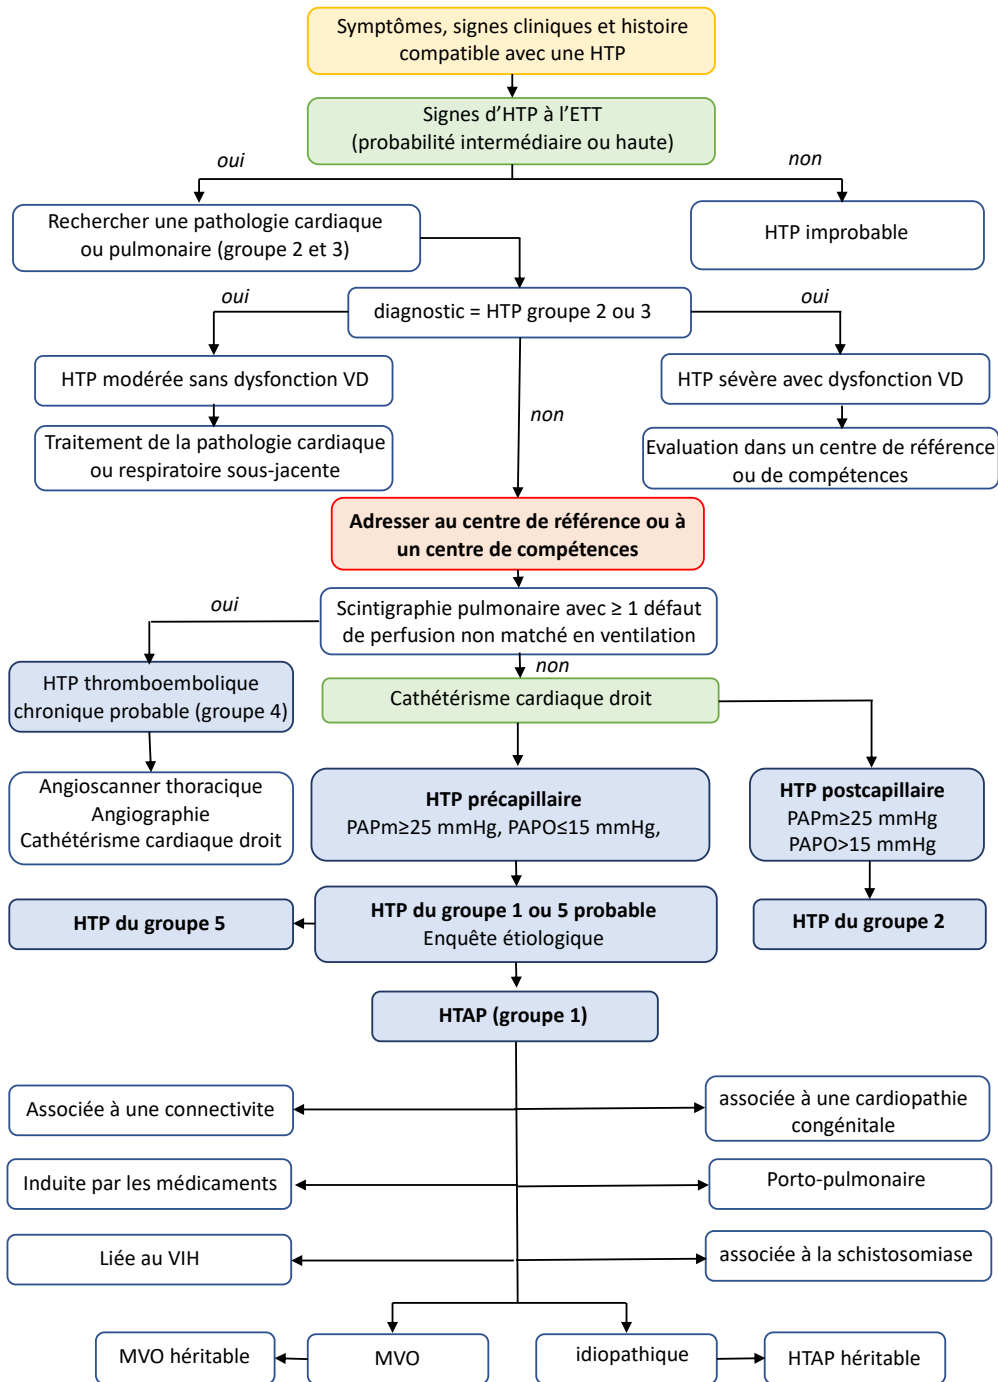 Symptômes, signes cliniques et histoire
compatible avec une HTP
Signes d'HTP à l'ETT
(probabilité intermédiaire ou haute)
oui
non
Rechercher une pathologie cardiaque
ou pulmonaire (groupe 2 et 3)
HTP improbable
oui
diagnostic = HTP groupe 2 ou 3
oui
HTP modérée sans dysfonction VD
HTP sévère avec dysfonction VD
non
Traitement de la pathologie cardiaque
ou respiratoire sous-jacente
Evaluation dans un centre de référence
ou de compétences
Adresser au centre de référence ou à
un centre de compétences
oui
Scintigraphie pulmonaire avec ≥ 1 défaut
de perfusion non matché en ventilation
non
HTP thromboembolique
chronique probable (groupe 4)
Cathétérisme cardiaque droit
Angioscanner thoracique
Angiographie
Cathétérisme cardiaque droit
HTP précapillaire
PAPm≥25 mmHg, PAPO≤15 mmHg,
HTP postcapillaire
PAPm≥25 mmHg
PAPO>15 mmHg
HTP du groupe 5
HTP du groupe 1 ou 5 probable
Enquête étiologique
HTP du groupe 2
HTAP (groupe 1)
Associée à une connectivite
associée à une cardiopathie
congénitale
Induite par les médicaments
Porto-pulmonaire
Liée au VIH
associée à la schistosomiase
MVO héritable
MVO
idiopathique
HTAP héritable